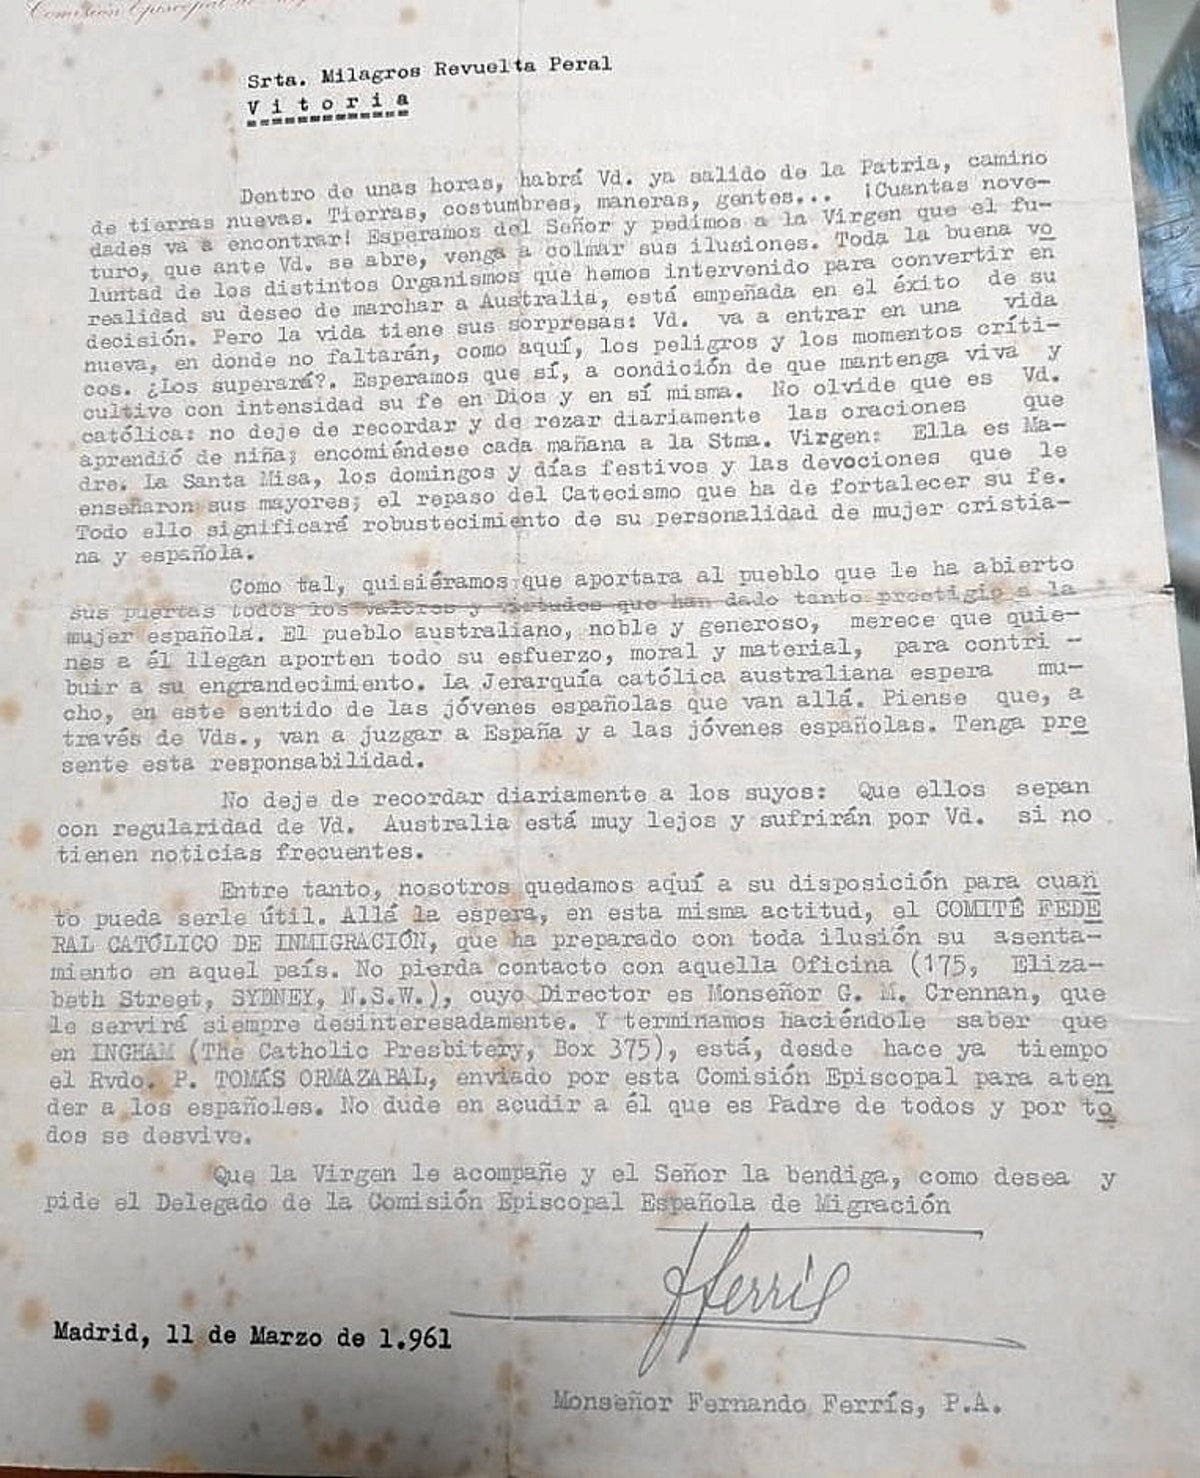 Comisión Episcopal de
Srta. Milagros Revuelta Peral
V i t o r i a
Dentro de unas horas, habrá Vd. ya salido de la Patria, camino
de tierras nuevas. Tierras, costumbres, maneras, gentes... ¡Cuantas nove-
dades va a encontrar! Esperamos del Señor y pedimos a la Virgen que el fu-
turo, que ante Vd. se abre, venga a colmar sus ilusiones. Toda la buena vo
luntad de los distintos Organismos que hemos intervenido para convertir en
realidad su deseo de marchar a Australia, está empeñada en el éxito de su
decisión. Pero la vida tiene sus sorpresas: Vd. va a entrar en una vida
nueva, en donde no faltarán, como aquí, los peligros y los momentos críti-
cos. ¿Los superará?. Esperamos que sí, a condición de que mantenga viva y
cultive con intensidad su fe en Dios y en sí misma. No olvide que es Vd.
católica: no deje de recordar y de rezar diariamente las oraciones que
aprendió de niña; encomiéndese cada mañana a la Stma. Virgen: Ella es Ma-
dre. La Santa Misa, los domingos y días festivos y las devociones que le
enseñaron sus mayores; el repaso del Catecismo que ha de fortalecer su fe.
Todo ello significará robustecimiento de su personalidad de mujer cristia-
na y española.
Como tal, quisiéramos que aportara al pueblo que le ha abierto
sus puertas todos los valores y virtudes que han dado tanto prestigio a la
mujer española. El pueblo australiano, noble y generoso, merece que quie-
nes a él llegan aporten todo su esfuerzo, moral y material, para contri -
buir a su engrandecimiento. La Jerarquía católica australiana espera mu-
cho, en este sentido de las jóvenes españolas que van allá. Piense que, a
través de Vds., van a juzgar a España y a las jóvenes españolas. Tenga pre
sente esta responsabilidad.
No deje de recordar diariamente a los suyos: Que ellos sepan
con regularidad de Vd. Australia está muy lejos y sufrirán por Vd. si no
tienen noticias frecuentes.
Entre tanto, nosotros quedamos aquí a su disposición para cuan
to pueda serle útil. Allá la espera, en esta misma actitud, el COMITÉ FEDE
RAL CATÓLICO DE INMIGRACIÓN, que ha preparado con toda ilusión su asenta-
miento en aquel país. No pierda contacto con aquella Oficina (175, Eliza-
beth Street, SYDNEY, N.S.W.), cuyo Director es Monseñor G. M. Crennan, que
le servirá siempre desinteresadamente. Y terminamos haciéndole saber que
en INGHAM (The Catholic Presbitery, Box 375), está, desde hace ya tiempo
el Rvdo. P. TOMÁS ORMAZABAL, enviado por esta Comisión Episcopal para aten
der a los españoles. No dude en acudir a él que es Padre de todos y por to
dos se desvive.
Que la Virgen le acompañe y el Señor la bendiga, como desea y
pide el Delegado de la Comisión Episcopal Española de Migración
FFerrís
Madrid, 11 de Marzo de 1.961
Monseñor Fernando Ferrís, P.A.